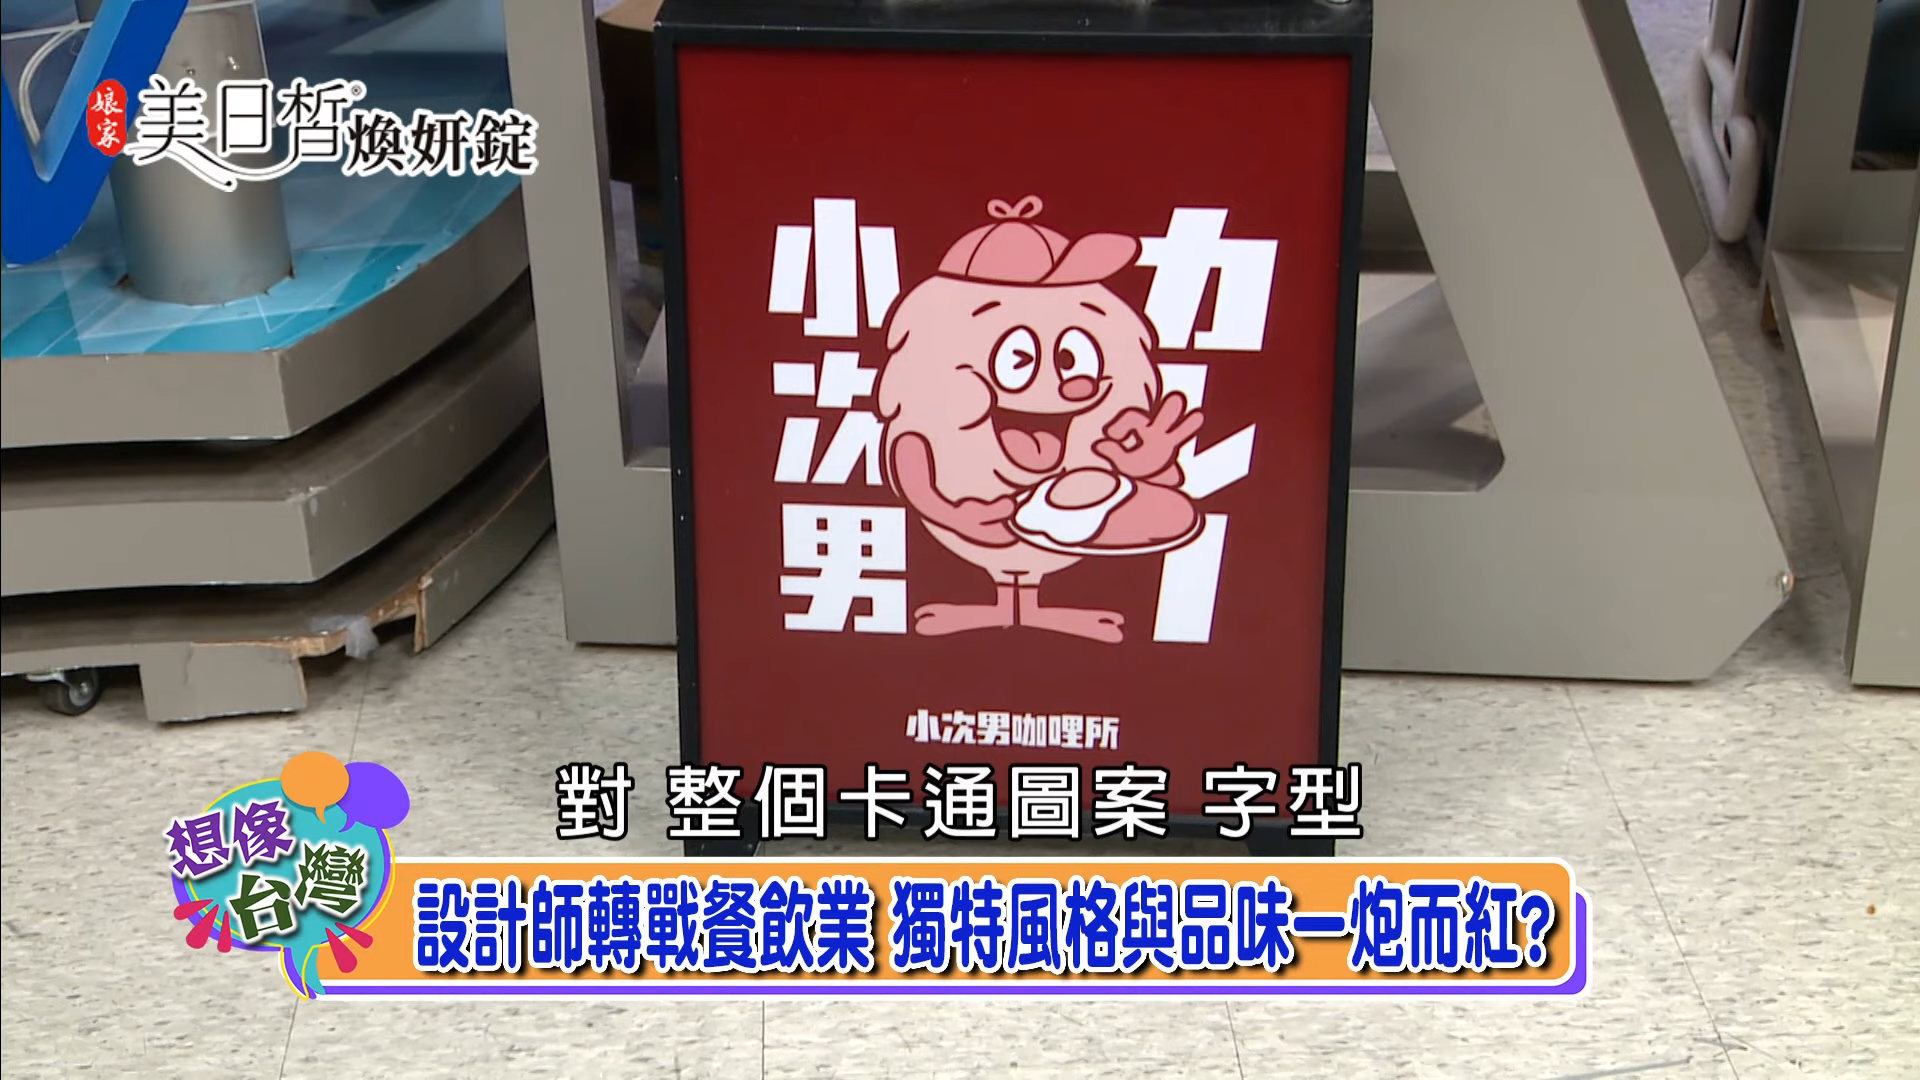 娘家
美日皙®
煥妍錠
小次男
カレー
小次男咖哩所
對 整個卡通圖案 字型
想像
台灣
設計師轉戰餐飲業 獨特風格與品味一炮而紅?